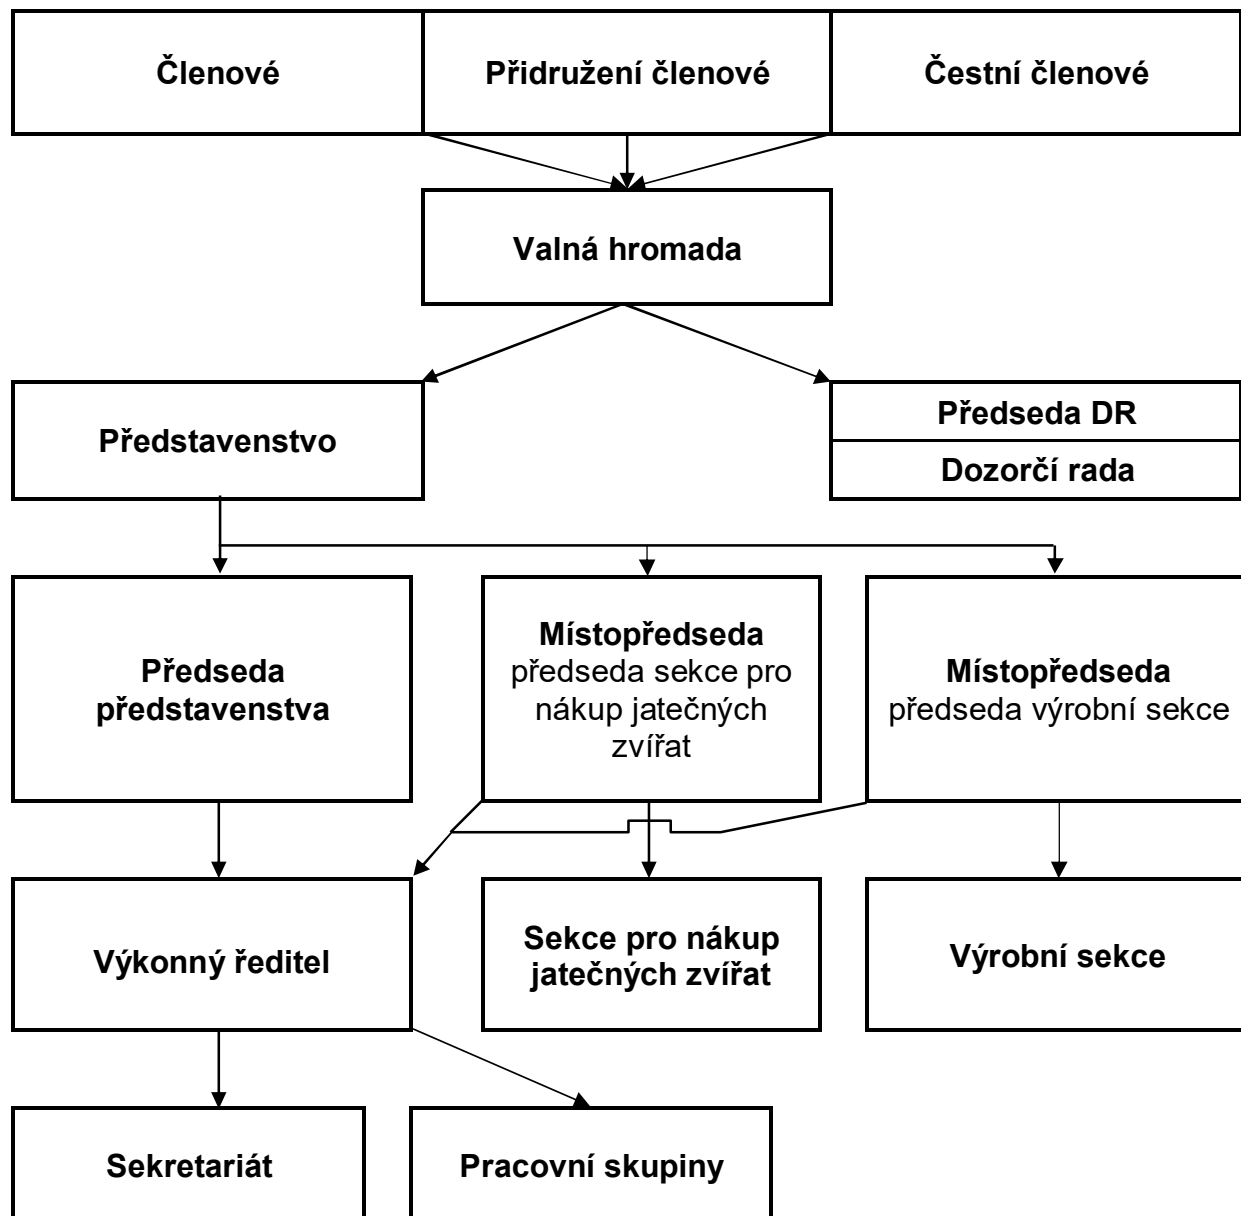 Členové
Přidružení členové
Čestní členové
Valná hromada
Představenstvo
Předseda DR
Dozorčí rada
Předseda
představenstva
Místopředseda
předseda sekce pro
nákup jatečných
zvířat
Místopředseda
předseda výrobní sekce
Výkonný ředitel
Sekce pro nákup
jatečných zvířat
Výrobní sekce
Sekretariát
Pracovní skupiny